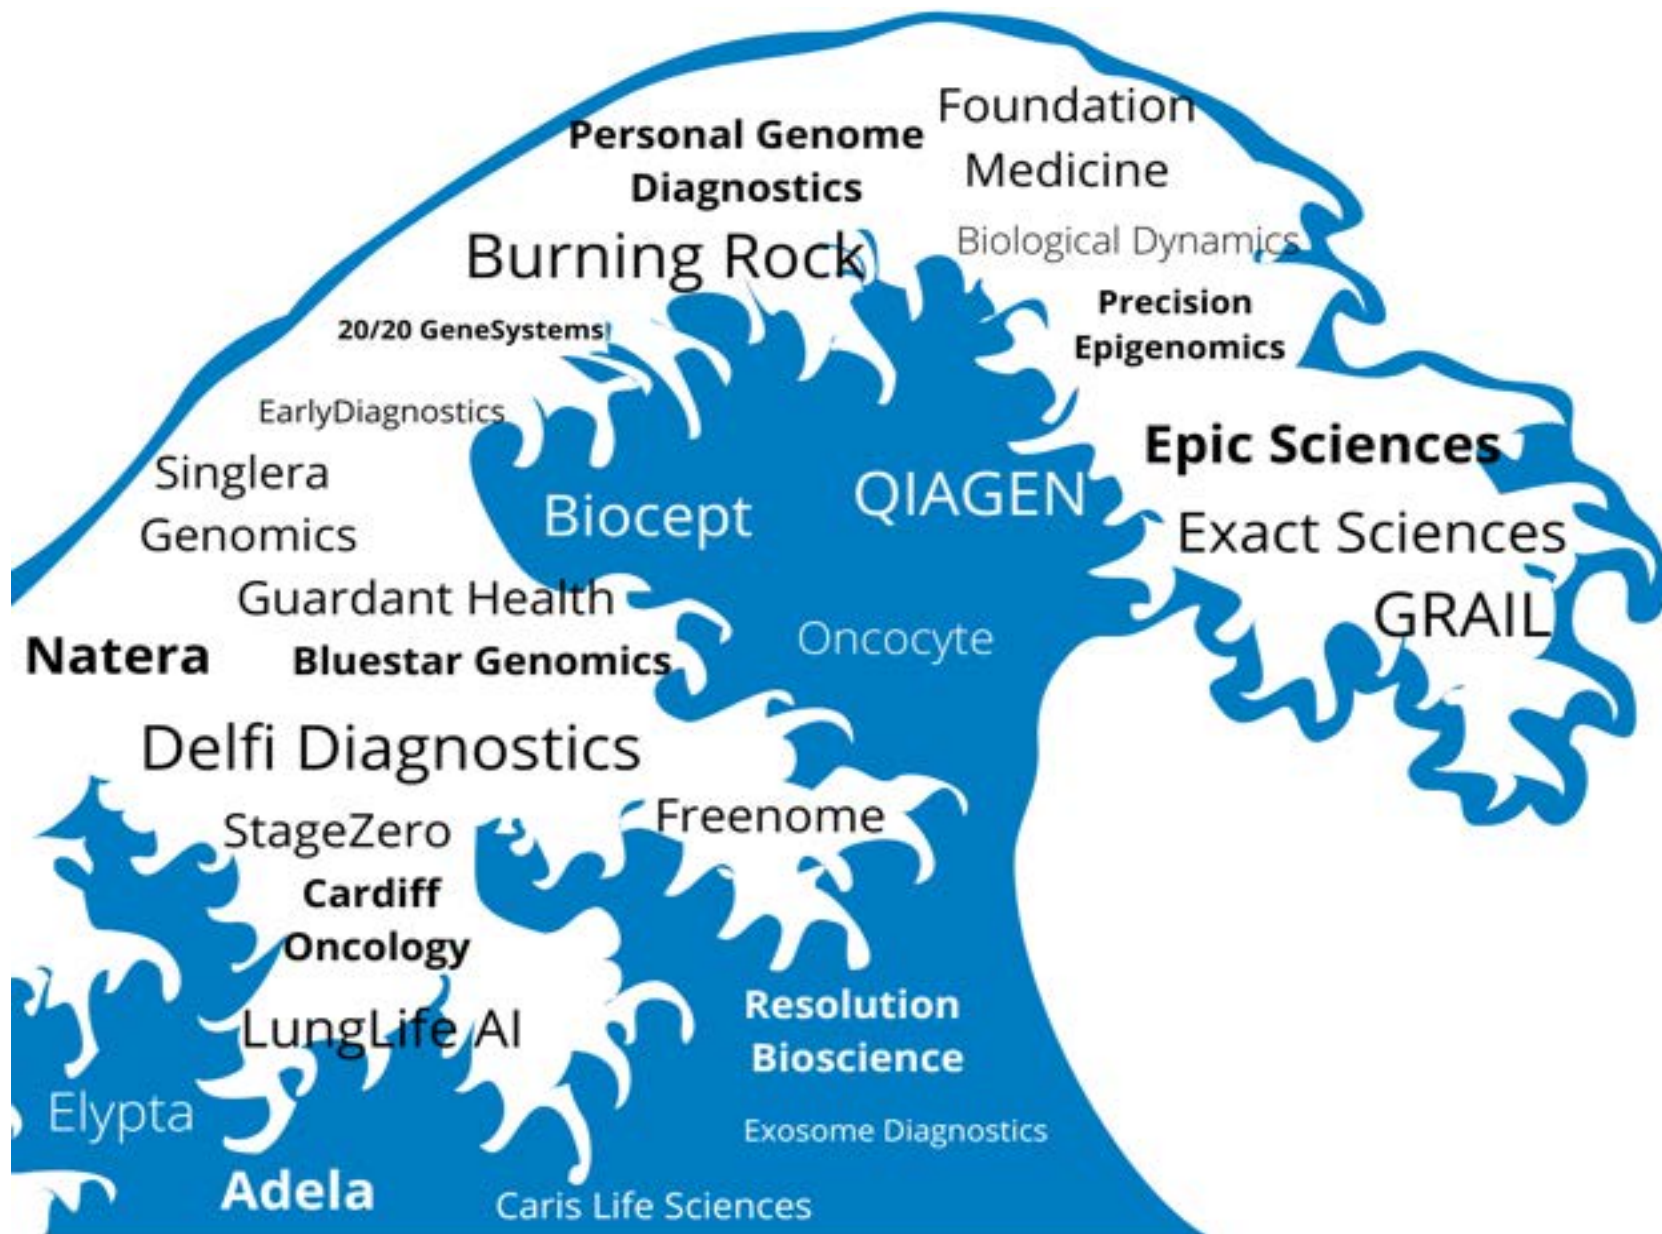 Foundation
Medicine
Personal Genome
Diagnostics
Burning Rock
Biological Dynamics
Precision
Epigenomics
20/20 GeneSystems
EarlyDiagnostics
Epic Sciences
Singlera
Genomics
Biocept
QIAGEN
Exact Sciences
GRAIL
Guardant Health
Natera
Bluestar Genomics
Oncocyte
Delfi Diagnostics
StageZero
Freenome
Cardiff
Oncology
LungLife AI
Resolution
Bioscience
Elypta
Exosome Diagnostics
Adela
Caris Life Sciences